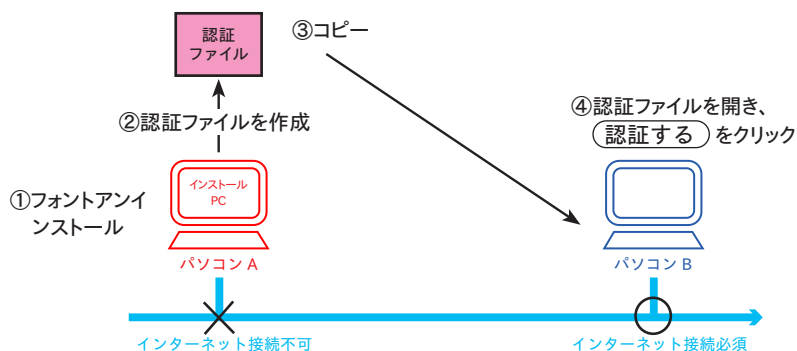 認証
ファイル
③コピー
②認証ファイルを作成
④認証ファイルを開き、
認証する をクリック
①フォントアンイ
ンストール
インストール
PC
パソコン A
パソコン B
インターネット接続不可
インターネット接続必須